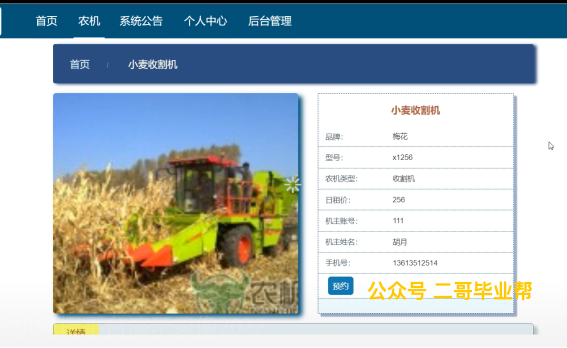 首页 农机 系统公告 个人中心 后台管理
首页 / 小麦收割机
小麦收割机
品牌: 梅花
型号: x1256
农机类型: 收割机
日租价: 256
机主账号: 111
机主姓名: 胡月
手机号: 13613512514
预约
公众号 二哥毕业帮
农机
详情